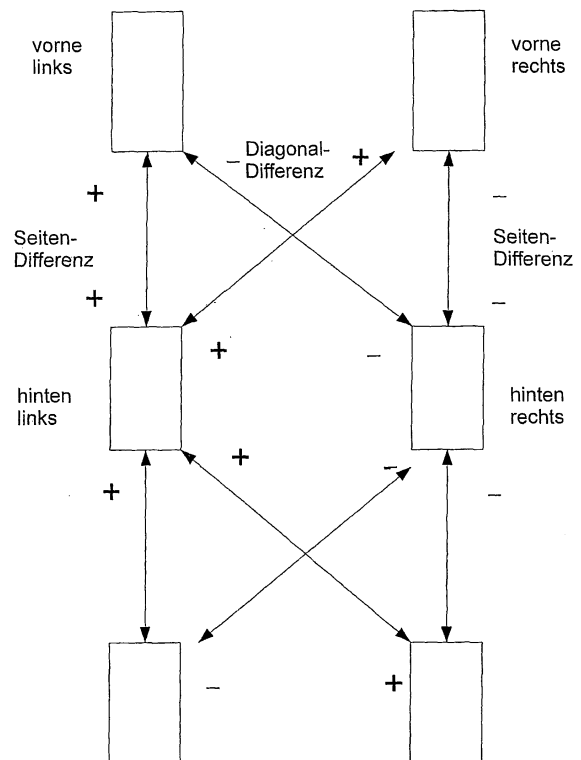 vorne
links
vorne
rechts
− Diagonal- +
Differenz
+
−
Seiten-
Differenz
Seiten-
Differenz
+
−
+
−
hinten
links
hinten
rechts
+
−
+
−
−
+